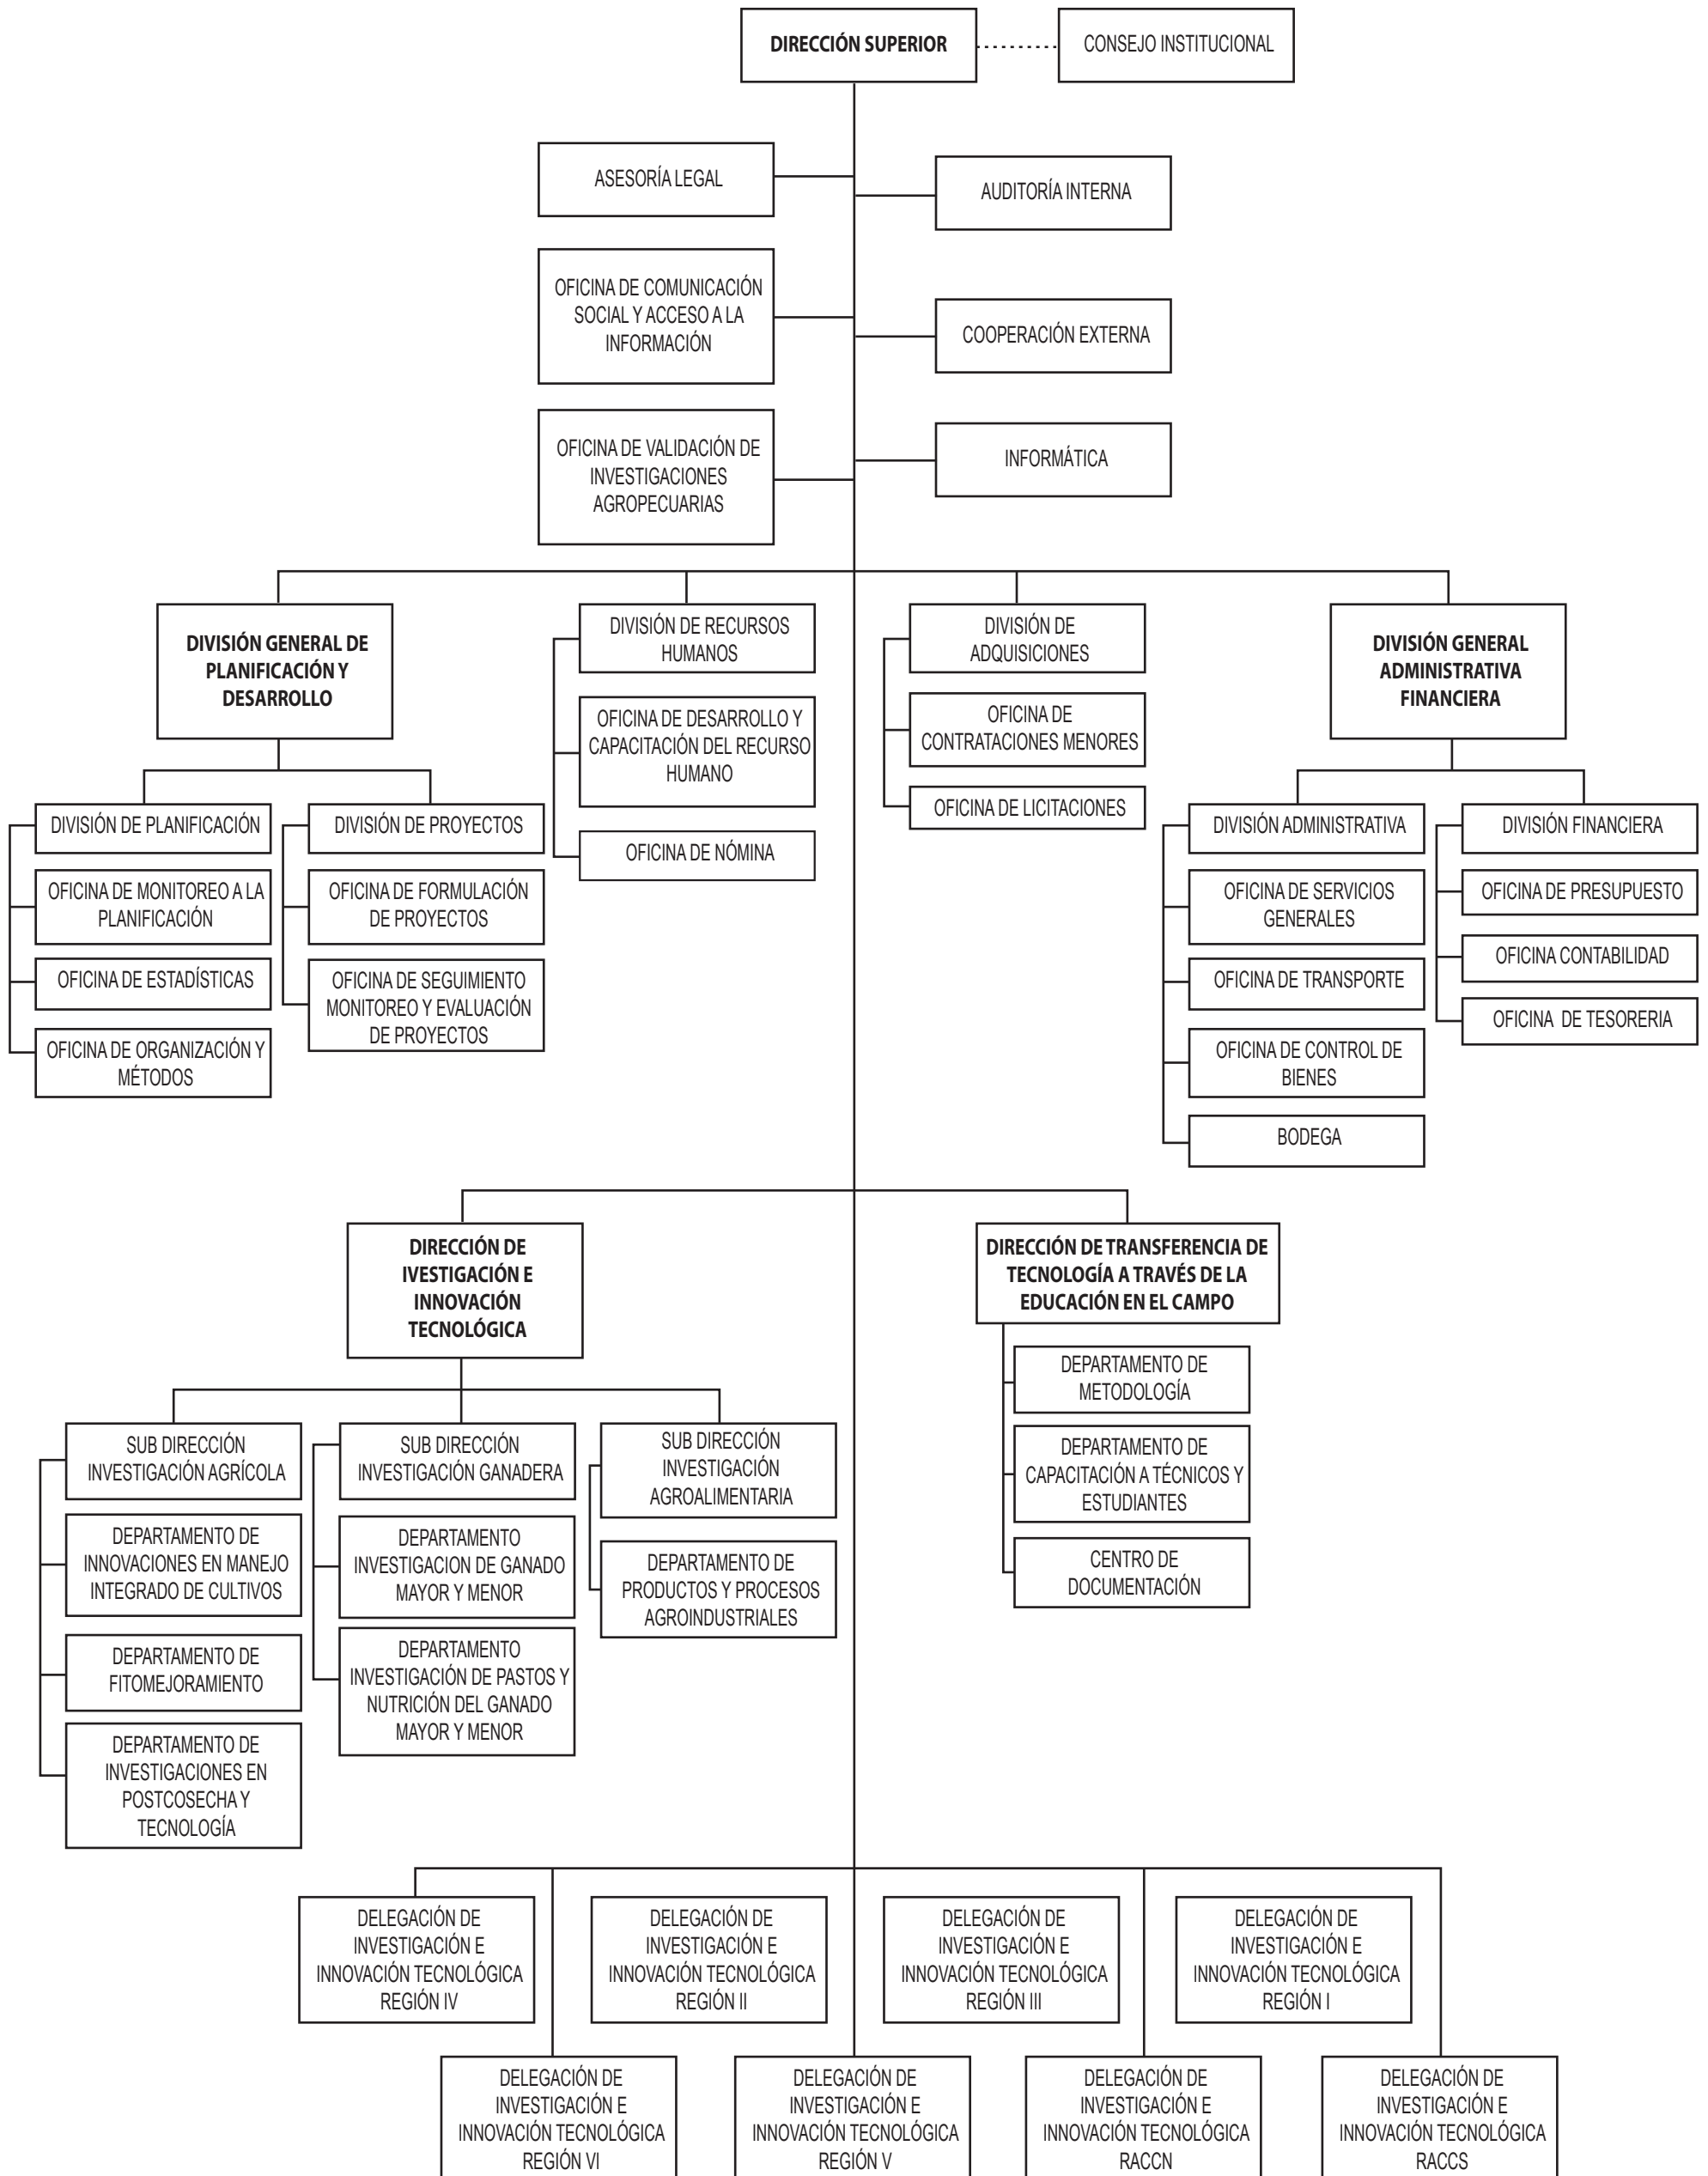 DIRECCIÓN SUPERIOR
CONSEJO INSTITUCIONAL
ASESORÍA LEGAL
AUDITORÍA INTERNA
OFICINA DE COMUNICACIÓN
SOCIAL Y ACCESO A LA
INFORMACIÓN
COOPERACIÓN EXTERNA
OFICINA DE VALIDACIÓN DE
INVESTIGACIONES
AGROPECUARIAS
INFORMÁTICA
DIVISIÓN GENERAL DE
PLANIFICACIÓN Y
DESARROLLO
DIVISIÓN DE PLANIFICACIÓN
OFICINA DE MONITOREO A LA
PLANIFICACIÓN
OFICINA DE ESTADÍSTICAS
OFICINA DE ORGANIZACIÓN Y
MÉTODOS
DIVISIÓN DE PROYECTOS
OFICINA DE FORMULACIÓN
DE PROYECTOS
OFICINA DE SEGUIMIENTO
MONITOREO Y EVALUACIÓN
DE PROYECTOS
DIVISIÓN DE RECURSOS
HUMANOS
OFICINA DE DESARROLLO Y
CAPACITACIÓN DEL RECURSO
HUMANO
OFICINA DE NÓMINA
DIVISIÓN DE
ADQUISICIONES
OFICINA DE
CONTRATACIONES MENORES
OFICINA DE LICITACIONES
DIVISIÓN GENERAL
ADMINISTRATIVA
FINANCIERA
DIVISIÓN ADMINISTRATIVA
OFICINA DE SERVICIOS
GENERALES
OFICINA DE TRANSPORTE
OFICINA DE CONTROL DE
BIENES
BODEGA
DIVISIÓN FINANCIERA
OFICINA DE PRESUPUESTO
OFICINA CONTABILIDAD
OFICINA DE TESORERIA
DIRECCIÓN DE
IVESTIGACIÓN E
INNOVACIÓN
TECNOLÓGICA
SUB DIRECCIÓN
INVESTIGACIÓN AGRÍCOLA
DEPARTAMENTO DE
INNOVACIONES EN MANEJO
INTEGRADO DE CULTIVOS
DEPARTAMENTO DE
FITOMEJORAMIENTO
DEPARTAMENTO DE
INVESTIGACIONES EN
POSTCOSECHA Y
TECNOLOGÍA
SUB DIRECCIÓN
INVESTIGACIÓN GANADERA
DEPARTAMENTO
INVESTIGACION DE GANADO
MAYOR Y MENOR
DEPARTAMENTO
INVESTIGACIÓN DE PASTOS Y
NUTRICIÓN DEL GANADO
MAYOR Y MENOR
SUB DIRECCIÓN
INVESTIGACIÓN
AGROALIMENTARIA
DEPARTAMENTO DE
PRODUCTOS Y PROCESOS
AGROINDUSTRIALES
DIRECCIÓN DE TRANSFERENCIA DE
TECNOLOGÍA A TRAVÉS DE LA
EDUCACIÓN EN EL CAMPO
DEPARTAMENTO DE
METODOLOGÍA
DEPARTAMENTO DE
CAPACITACIÓN A TÉCNICOS Y
ESTUDIANTES
CENTRO DE
DOCUMENTACIÓN
DELEGACIÓN DE
INVESTIGACIÓN E
INNOVACIÓN TECNOLÓGICA
REGIÓN IV
DELEGACIÓN DE
INVESTIGACIÓN E
INNOVACIÓN TECNOLÓGICA
REGIÓN II
DELEGACIÓN DE
INVESTIGACIÓN E
INNOVACIÓN TECNOLÓGICA
REGIÓN III
DELEGACIÓN DE
INVESTIGACIÓN E
INNOVACIÓN TECNOLÓGICA
REGIÓN I
DELEGACIÓN DE
INVESTIGACIÓN E
INNOVACIÓN TECNOLÓGICA
REGIÓN VI
DELEGACIÓN DE
INVESTIGACIÓN E
INNOVACIÓN TECNOLÓGICA
REGIÓN V
DELEGACIÓN DE
INVESTIGACIÓN E
INNOVACIÓN TECNOLÓGICA
RACCN
DELEGACIÓN DE
INVESTIGACIÓN E
INNOVACIÓN TECNOLÓGICA
RACCS